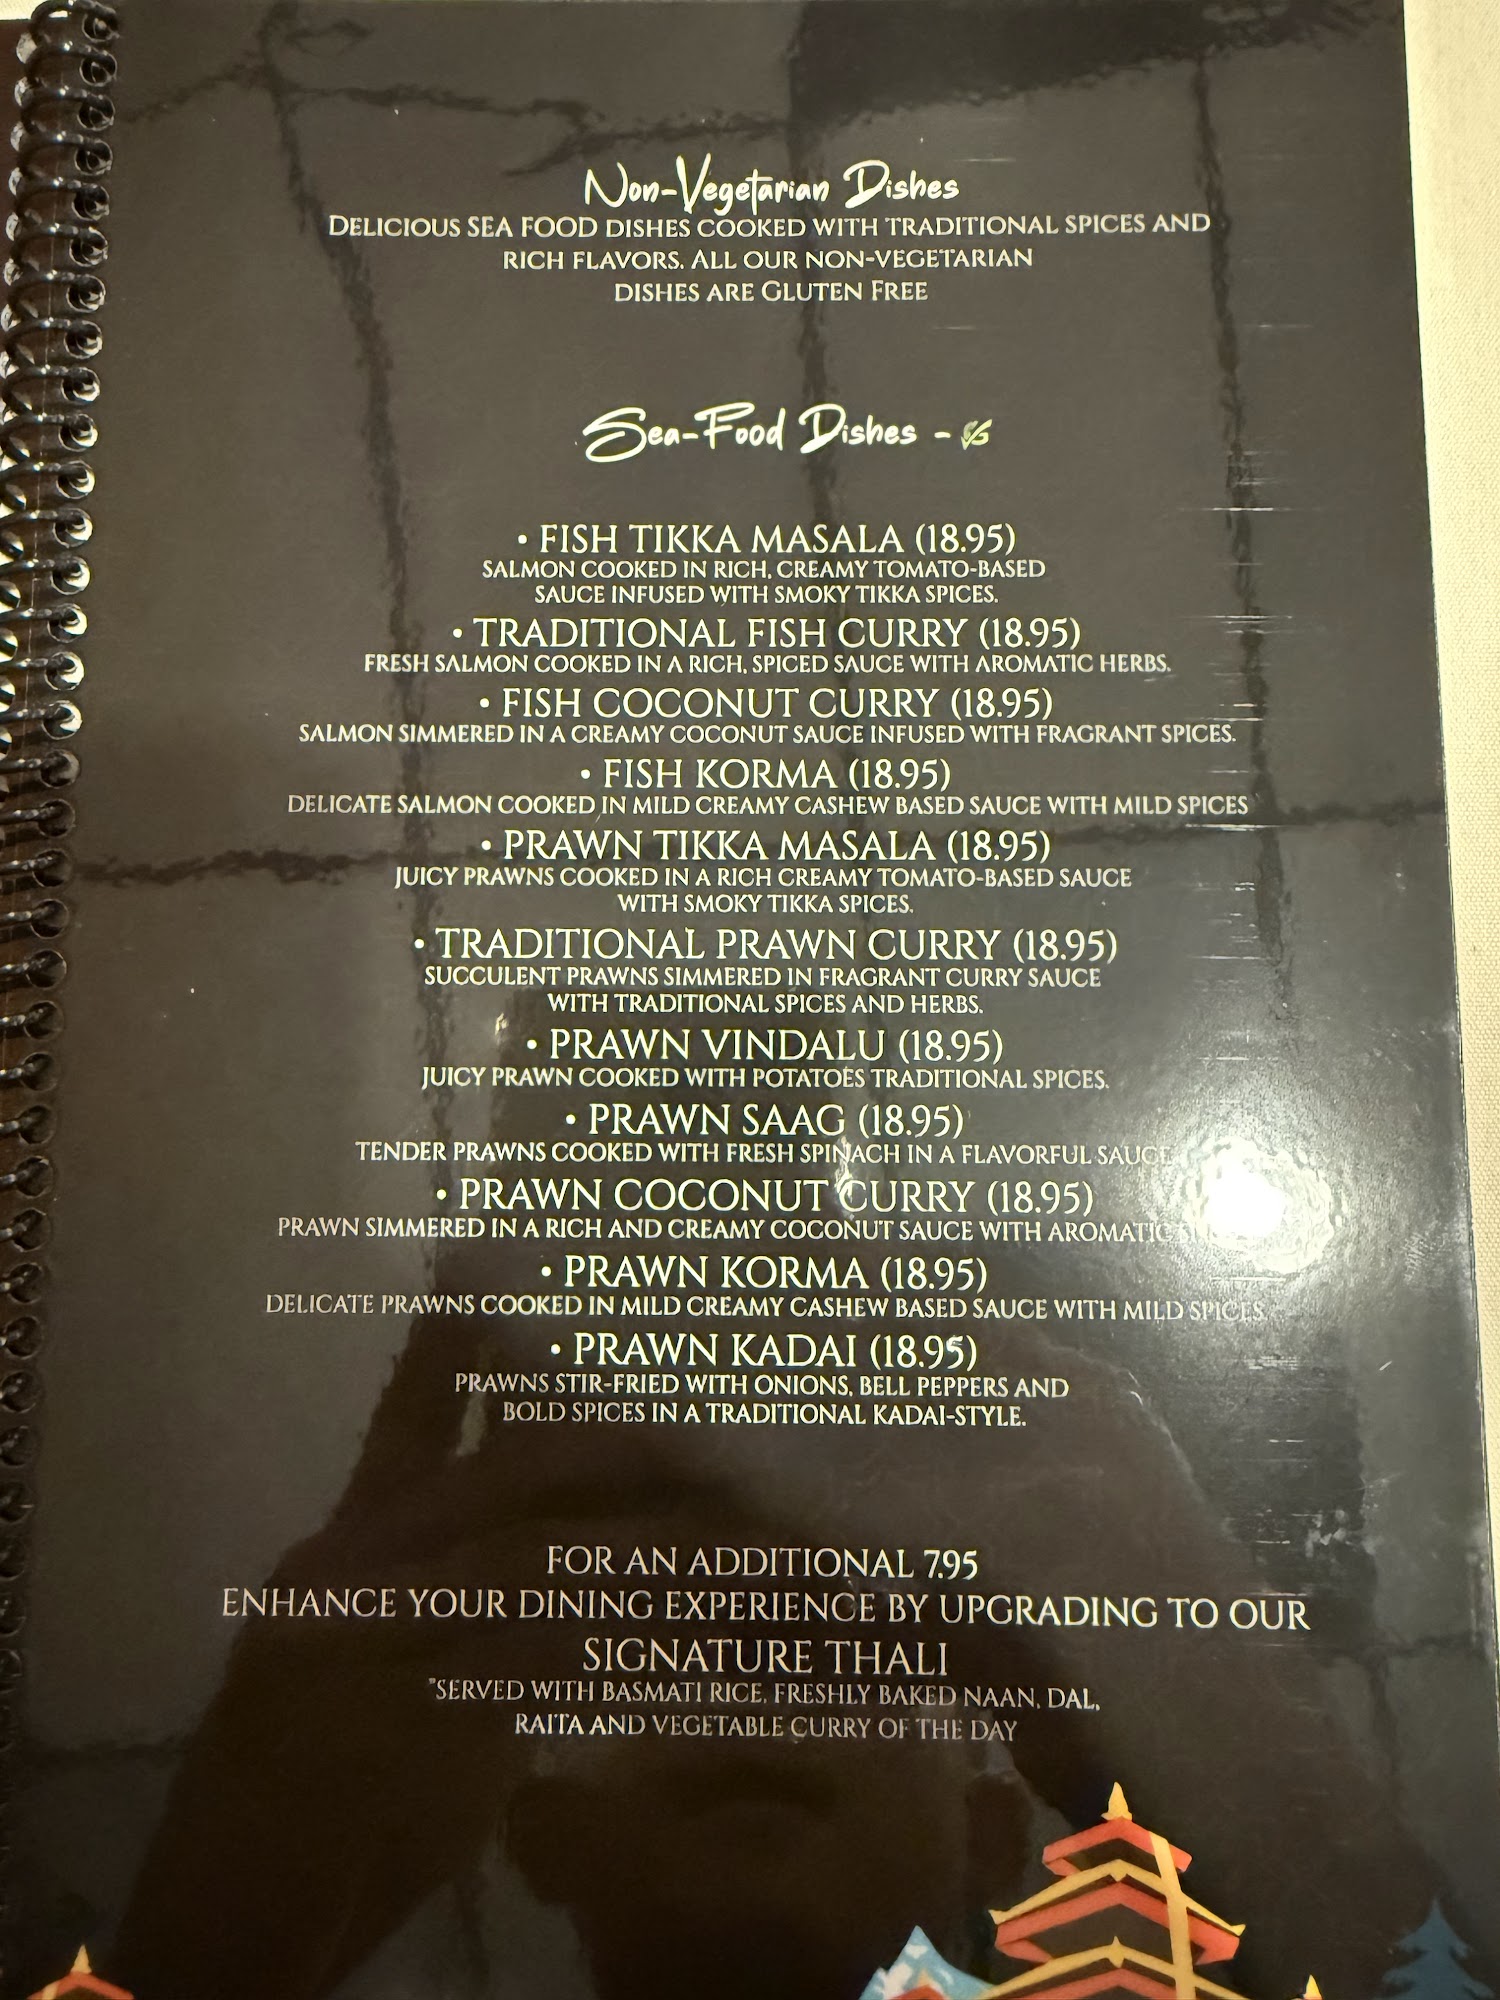 Non-Vegetarian Dishes
DELICIOUS SEA FOOD DISHES COOKED WITH TRADITIONAL SPICES AND
RICH FLAVORS. ALL OUR NON-VEGETARIAN
DISHES ARE GLUTEN FREE
Sea-Food Dishes -
• FISH TIKKA MASALA (18.95)
SALMON COOKED IN RICH, CREAMY TOMATO-BASED
SAUCE INFUSED WITH SMOKY TIKKA SPICES.
• TRADITIONAL FISH CURRY (18.95)
FRESH SALMON COOKED IN A RICH, SPICED SAUCE WITH AROMATIC HERBS.
• FISH COCONUT CURRY (18.95)
SALMON SIMMERED IN A CREAMY COCONUT SAUCE INFUSED WITH FRAGRANT SPICES.
• FISH KORMA (18.95)
DELICATE SALMON COOKED IN MILD CREAMY CASHEW BASED SAUCE WITH MILD SPICES
• PRAWN TIKKA MASALA (18.95)
JUICY PRAWNS COOKED IN A RICH CREAMY TOMATO-BASED SAUCE
WITH SMOKY TIKKA SPICES.
• TRADITIONAL PRAWN CURRY (18.95)
SUCCULENT PRAWNS SIMMERED IN FRAGRANT CURRY SAUCE
WITH TRADITIONAL SPICES AND HERBS.
• PRAWN VINDALU (18.95)
JUICY PRAWN COOKED WITH POTATOES TRADITIONAL SPICES.
• PRAWN SAAG (18.95)
TENDER PRAWNS COOKED WITH FRESH SPINACH IN A FLAVORFUL SAUCE
• PRAWN COCONUT CURRY (18.95)
PRAWN SIMMERED IN A RICH AND CREAMY COCONUT SAUCE WITH AROMATIC
• PRAWN KORMA (18.95)
DELICATE PRAWNS COOKED IN MILD CREAMY CASHEW BASED SAUCE WITH MILD SPICES
• PRAWN KADAI (18.95)
PRAWNS STIR-FRIED WITH ONIONS, BELL PEPPERS AND
BOLD SPICES IN A TRADITIONAL KADAI-STYLE.
FOR AN ADDITIONAL 7.95
ENHANCE YOUR DINING EXPERIENCE BY UPGRADING TO OUR
SIGNATURE THALI
"SERVED WITH BASMATI RICE, FRESHLY BAKED NAAN, DAL,
RAITA AND VEGETABLE CURRY OF THE DAY